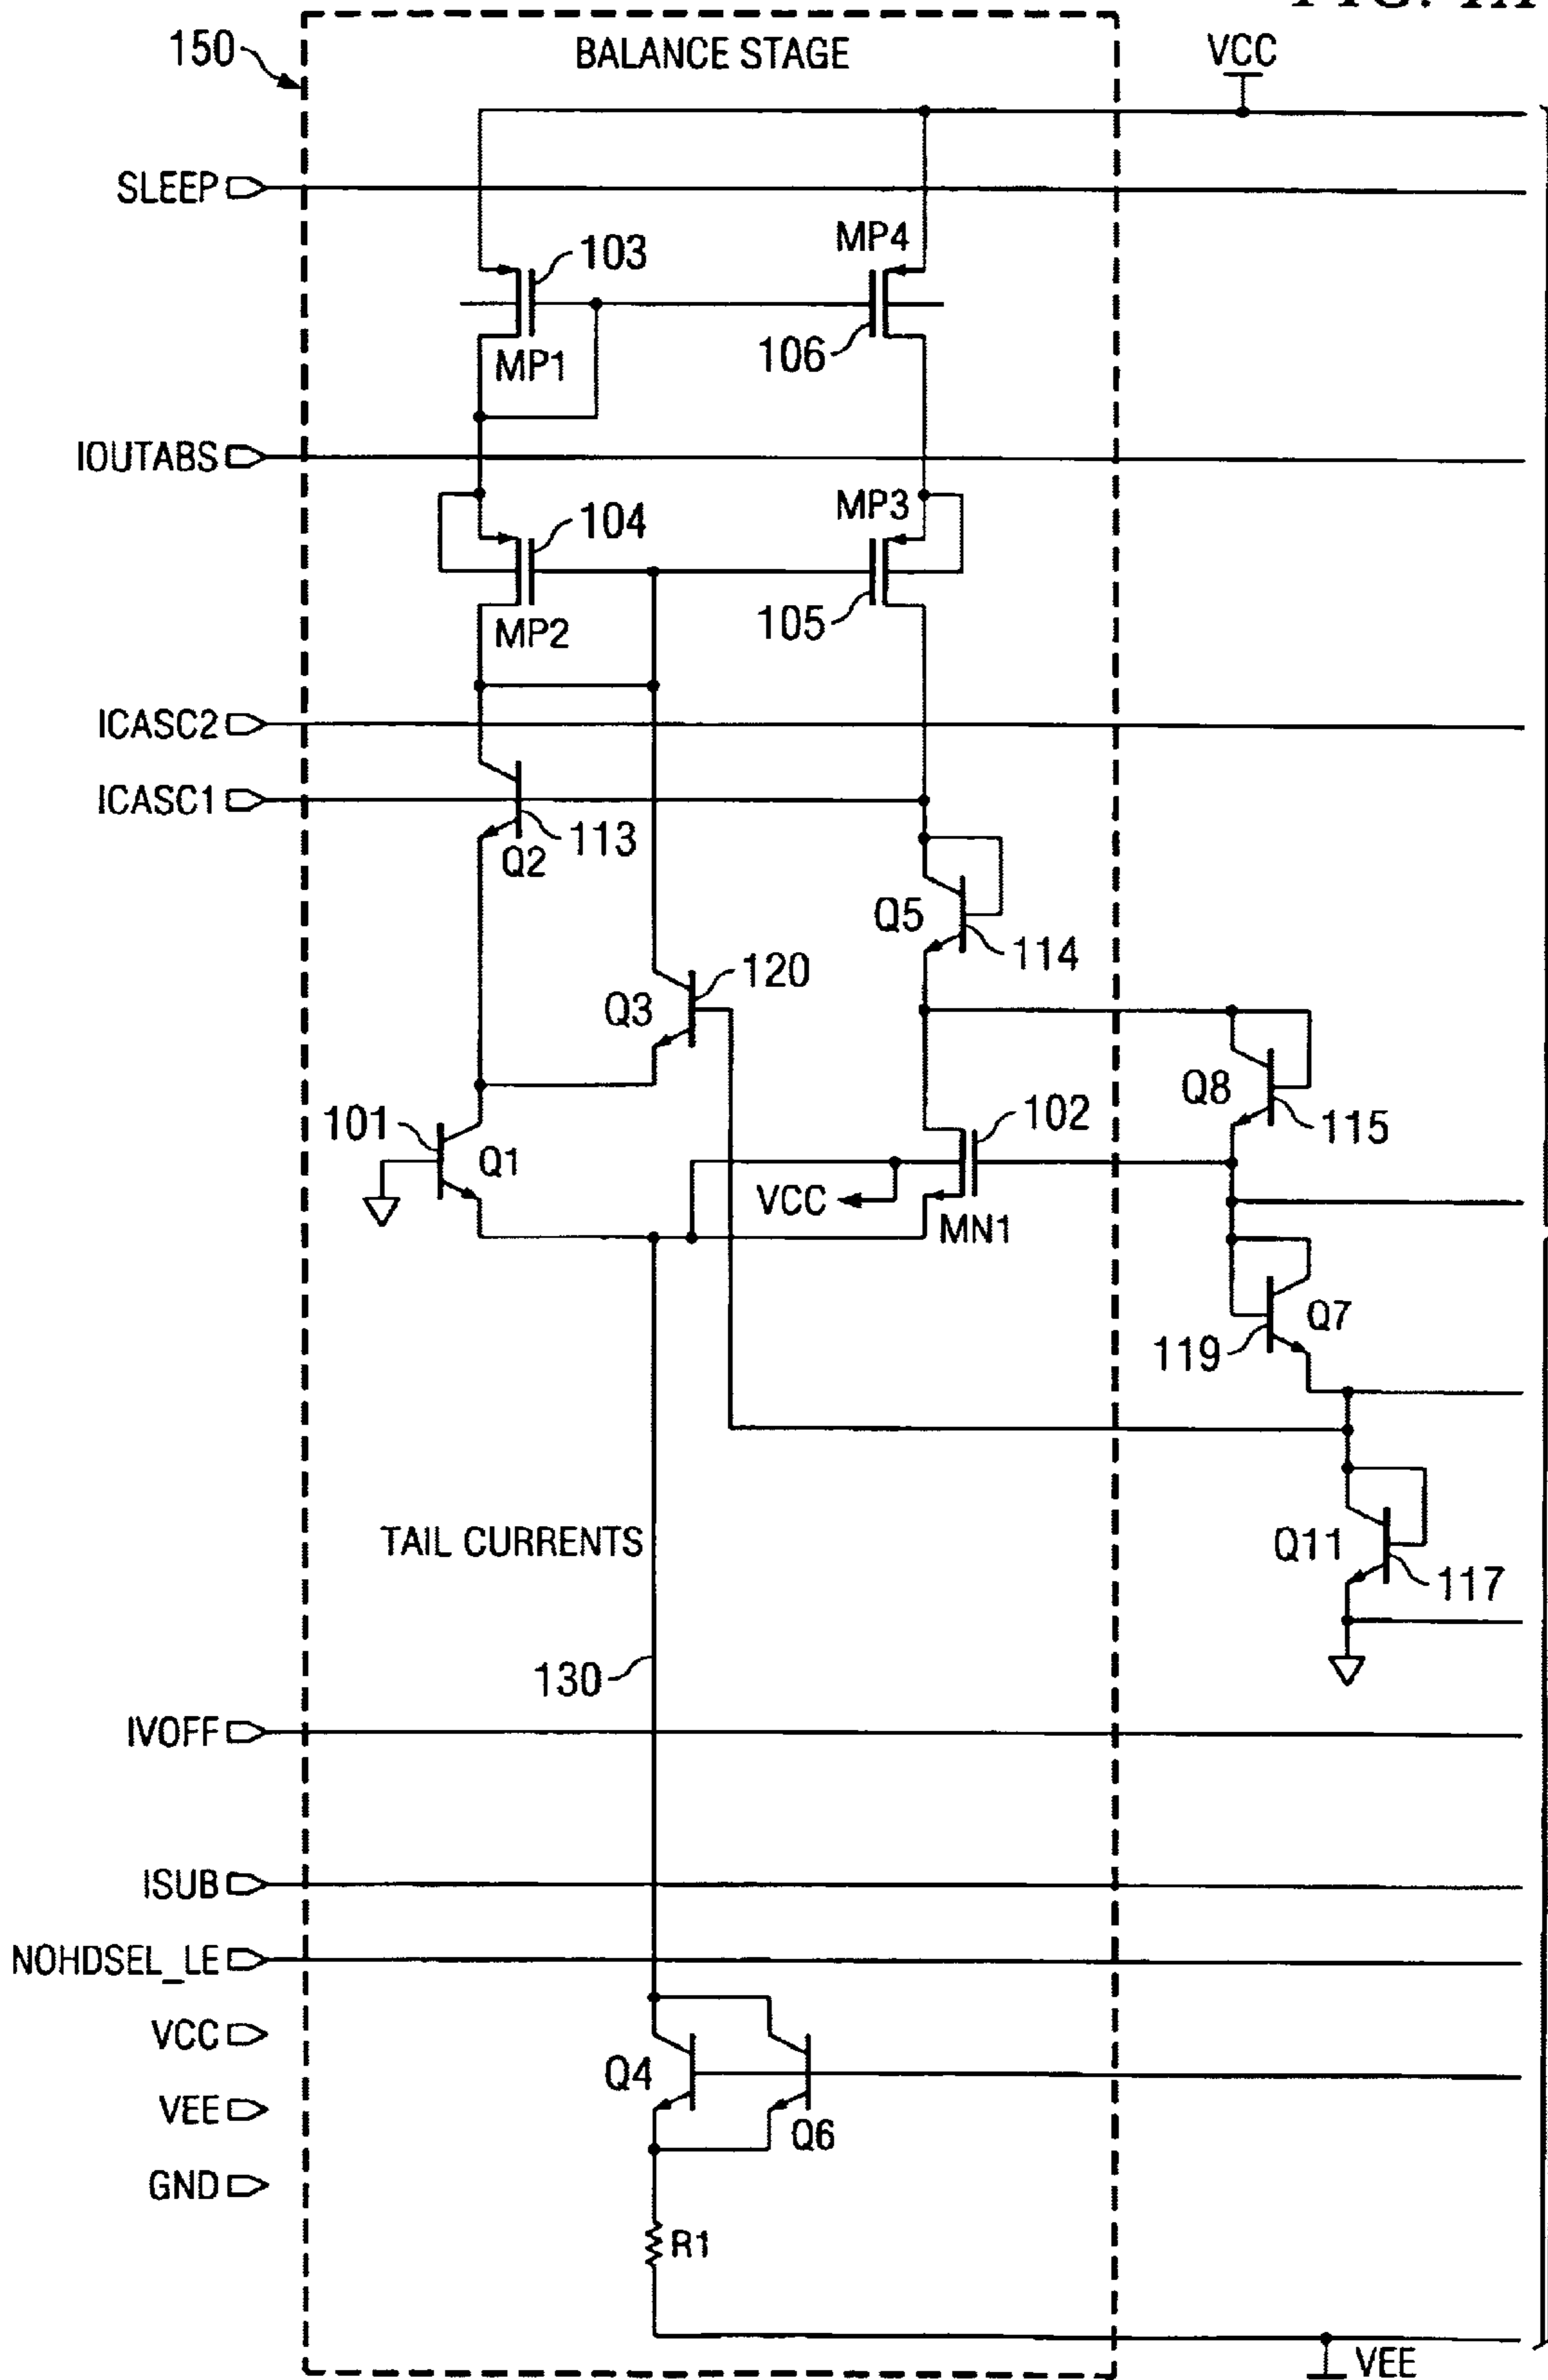 150
BALANCE STAGE
VCC
SLEEP
103
MP4
MP1
106
IOUTABS
104
MP3
MP2
105
ICASC2
ICASC1
113
Q2
Q5
114
120
Q3
Q8
115
101
Q1
102
VCC
MN1
Q7
119
TAIL CURRENTS
Q11
117
130
IVOFF
ISUB
NOHDSEL_LE
VCC
Q4
VEE
Q6
GND
R1
VEE